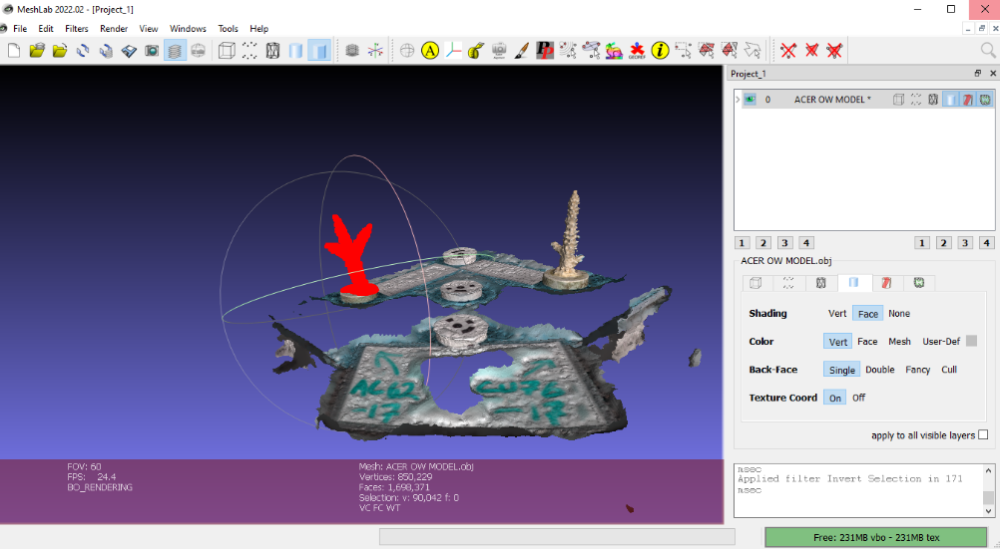 MeshLab 2022.02 - [Project_1]
File Edit Filters Render View Windows Tools Help
Project_1
0 ACER OW MODEL *
1 2 3 4 1 2 3 4
ACER OW MODEL.obj
Shading Vert Face None
Color Vert Face Mesh User-Def
Back-Face Single Double Fancy Cull
Texture Coord On Off
apply to all visible layers
msec
Applied filter Invert Selection in 171
msec
FOV: 60
FPS: 24.4
BO_RENDERING
Mesh: ACER OW MODEL.obj
Vertices: 850,229
Faces: 1,698,371
Selection: v: 90,042 f: 0
VC FC WT
Free: 231MB vbo - 231MB tex
-17
-17